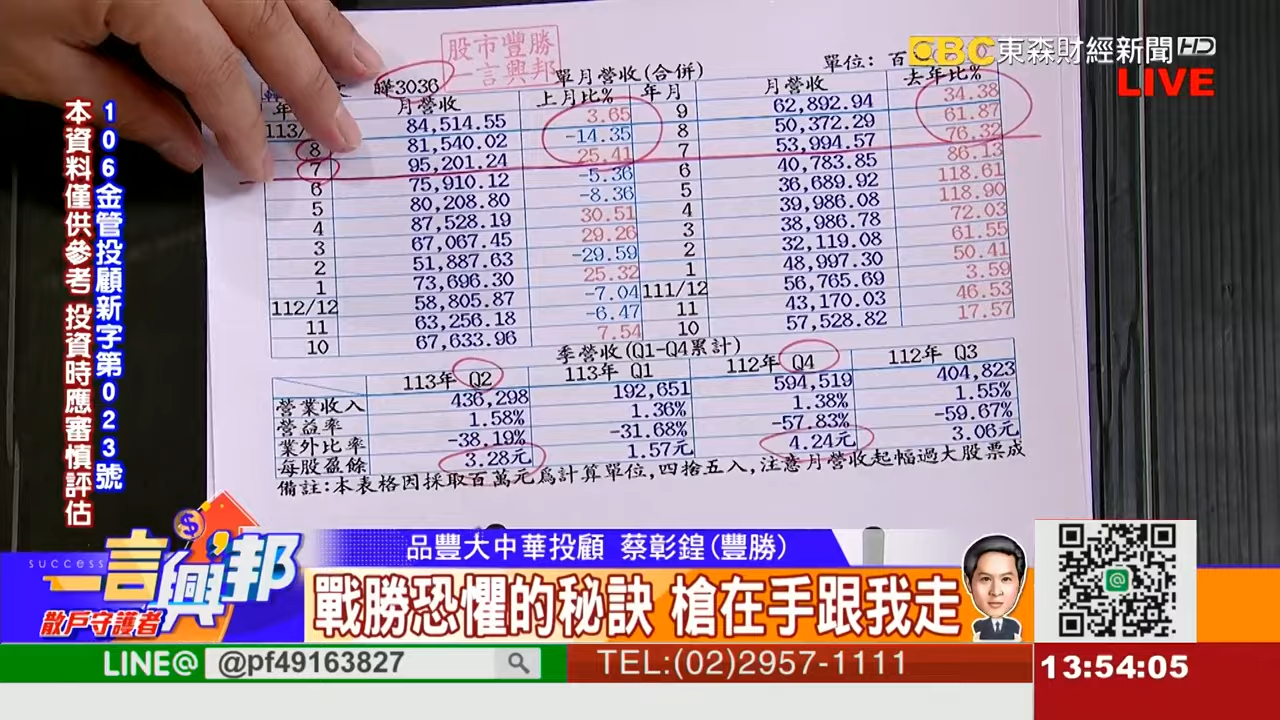 股市豐勝
一言興邦
EBC 東森財經新聞 HD
LIVE
106金管投顧新字第023號
本資料僅供參考 投資時應審慎評估
曄3036 單月營收(合併) 單位: 百
月營收 上月比% 年月 月營收 去年比%
113/ 84,514.55 3.65 9 62,892.94 34.38
8 81,540.02 -14.35 8 50,372.29 61.87
7 95,201.24 25.41 7 53,994.57 76.32
6 75,910.12 -5.36 6 40,783.85 86.13
5 80,208.80 -8.36 5 36,689.92 118.61
4 87,528.19 30.51 4 39,986.08 118.90
3 67,067.45 29.26 3 38,986.78 72.03
2 51,887.63 -29.59 2 32,119.08 61.55
1 73,696.30 25.32 1 48,997.30 50.41
112/12 58,805.87 -7.04 111/12 56,765.69 3.59
11 63,256.18 -6.47 11 43,170.03 46.53
10 67,633.96 7.54 10 57,528.82 17.57
季營收(Q1-Q4累計)
113年 Q2 113年 Q1 112年 Q4 112年 Q3
營業收入 436,298 192,651 594,519 404,823
營益率 1.58% 1.36% 1.38% 1.55%
業外比率 -38.19% -31.68% -57.83% -59.67%
每股盈餘 3.28元 1.57元 4.24元 3.06元
備註:本表格因採取百萬元爲計算單位,四捨五入,注意月營收起幅過大股票成
品豐大中華投顧 蔡彰鍠(豐勝)
success
一言興邦
散戶守護者
戰勝恐懼的秘訣 槍在手跟我走
LINE@ @pf49163827 TEL:(02)2957-1111 13:54:05